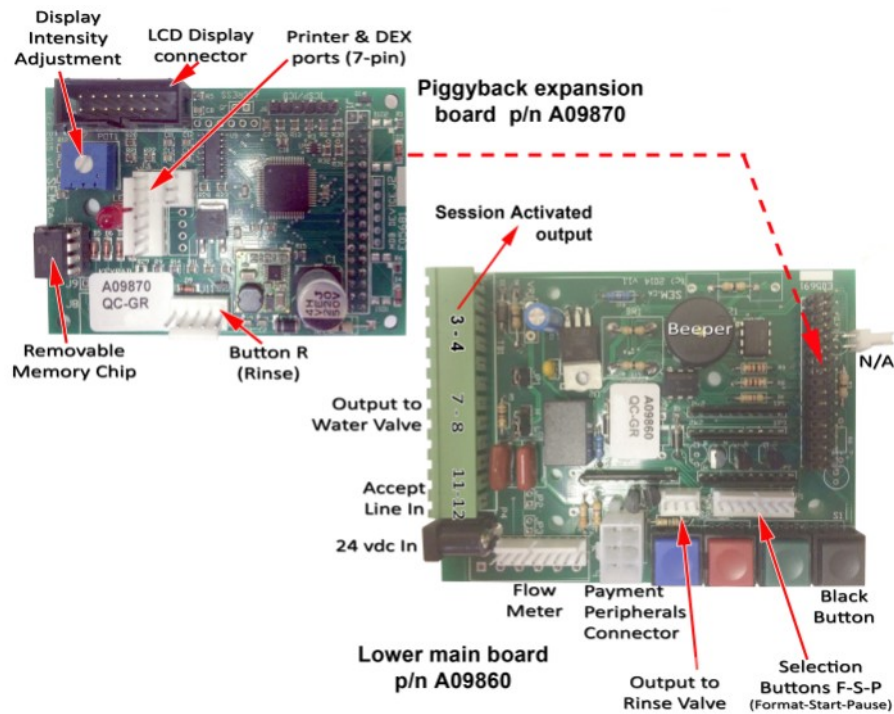 Display
Intensity
Adjustment
LCD Display
connector
Printer & DEX
ports (7-pin)
Piggyback expansion
board p/n A09870
Session Activated
output
A09870
QC-GR
Removable
Memory Chip
Button R
(Rinse)
3 - 4
Beeper
N/A
Output to
Water Valve
7 - 8
A09860
QC-GR
Accept
Line In
11-12
24 vdc In
Flow
Meter
Payment
Peripherals
Connector
Black
Button
Lower main board
p/n A09860
Output to
Rinse Valve
Selection
Buttons F-S-P
(Format-Start-Pause)